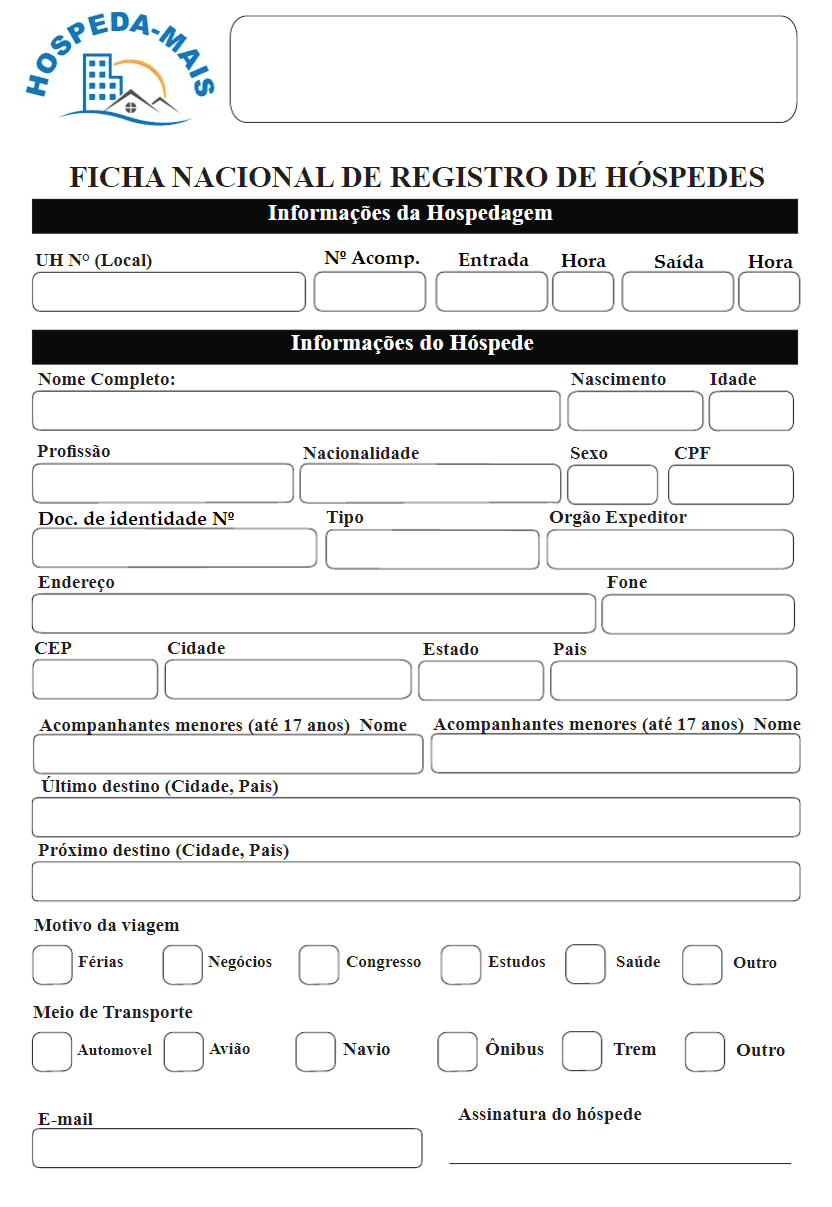 HOSPEDA-MAIS
FICHA NACIONAL DE REGISTRO DE HÓSPEDES
Informações da Hospedagem
UH N° (Local) Nº Acomp. Entrada Hora Saída Hora
Informações do Hóspede
Nome Completo: Nascimento Idade
Profissão Nacionalidade Sexo CPF
Doc. de identidade Nº Tipo Orgão Expeditor
Endereço Fone
CEP Cidade Estado Pais
Acompanhantes menores (até 17 anos) Nome Acompanhantes menores (até 17 anos) Nome
Último destino (Cidade, Pais)
Próximo destino (Cidade, Pais)
Motivo da viagem
Férias Negócios Congresso Estudos Saúde Outro
Meio de Transporte
Automovel Avião Navio Ônibus Trem Outro
E-mail Assinatura do hóspede